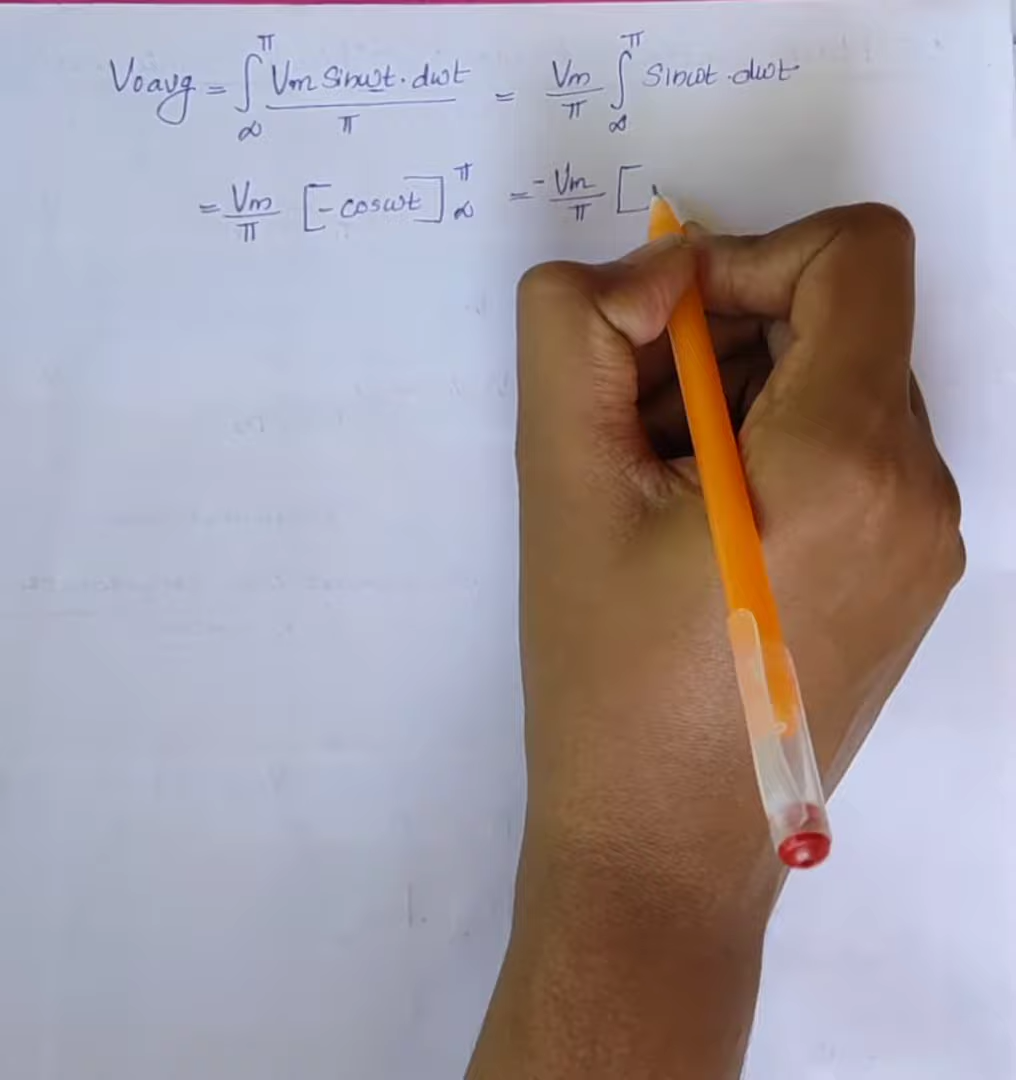 Voavg = ∫_∝^π Vm Sinωt · dωt / π = Vm/π ∫_∝^π Sinωt · dωt
= Vm/π [-cosωt]_∝^π = -Vm/π [